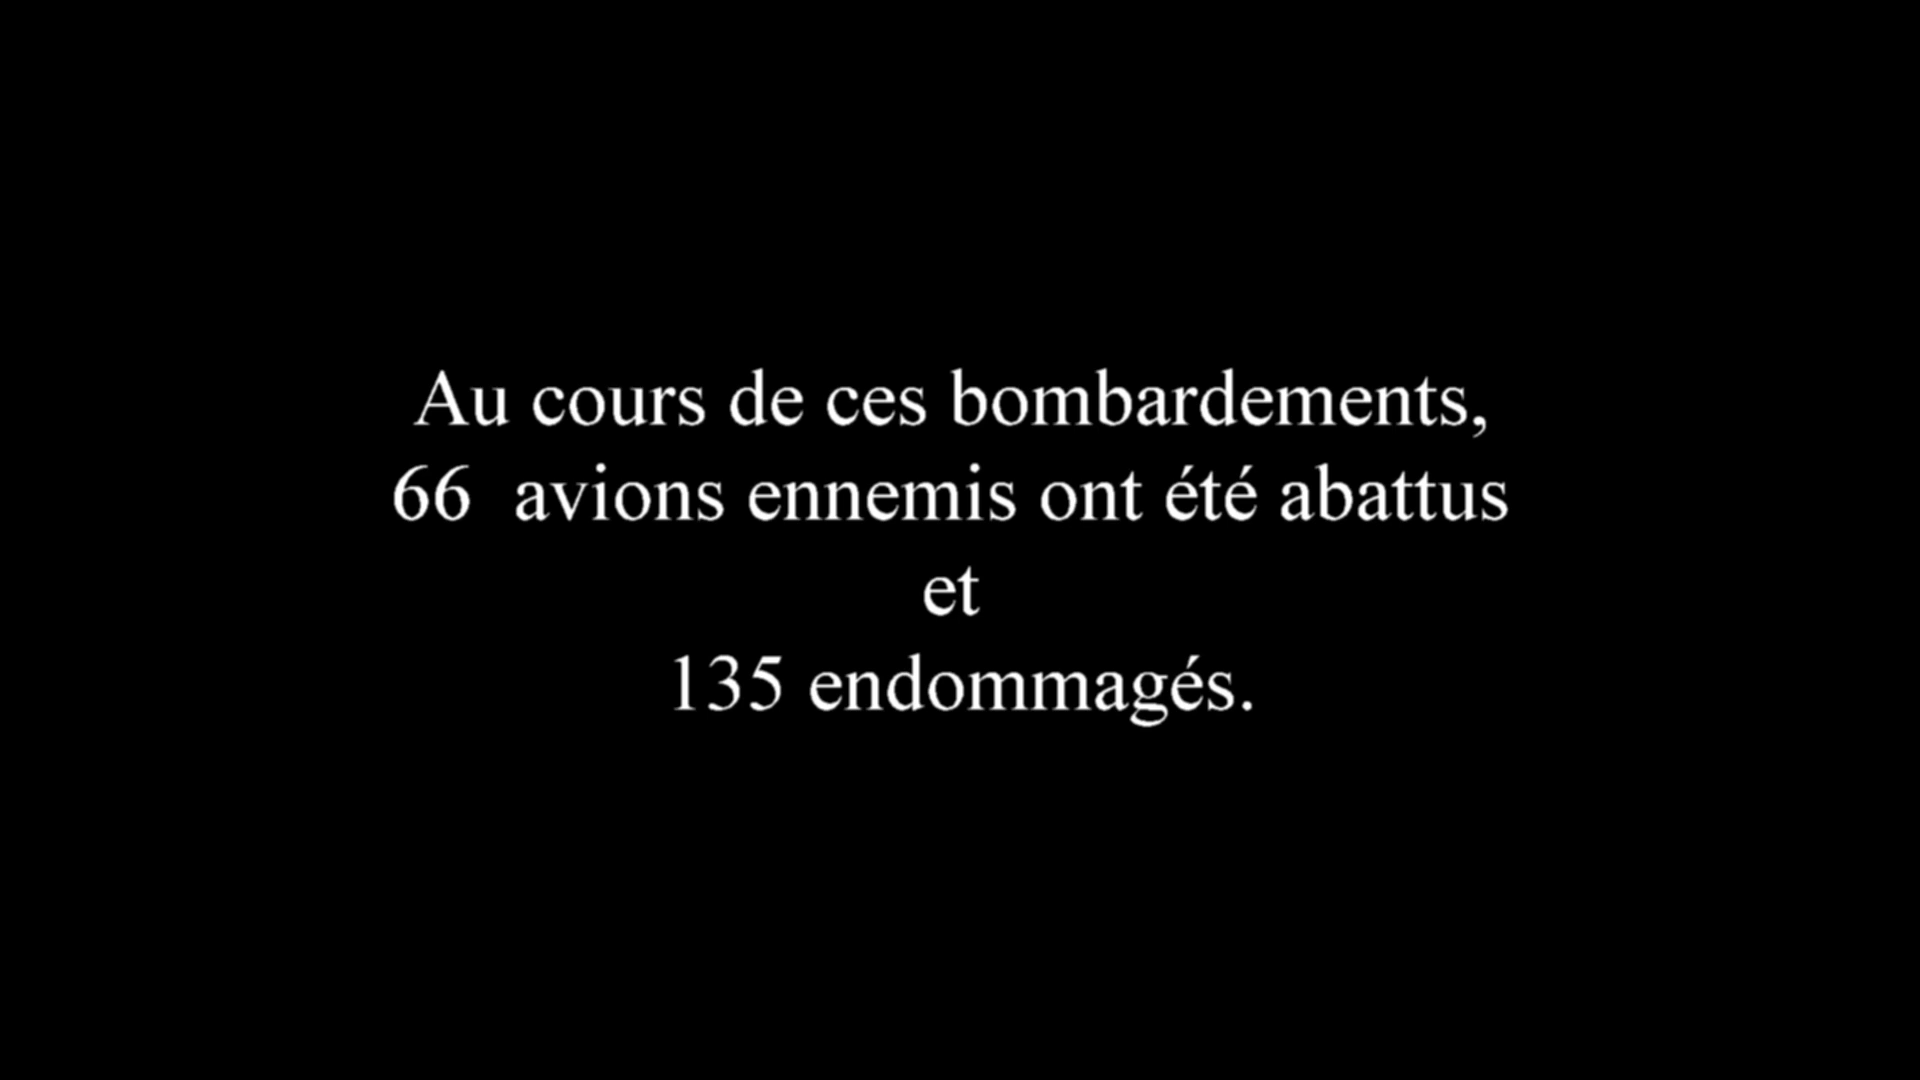 Au cours de ces bombardements,
66  avions ennemis ont été abattus
et
135 endommagés.